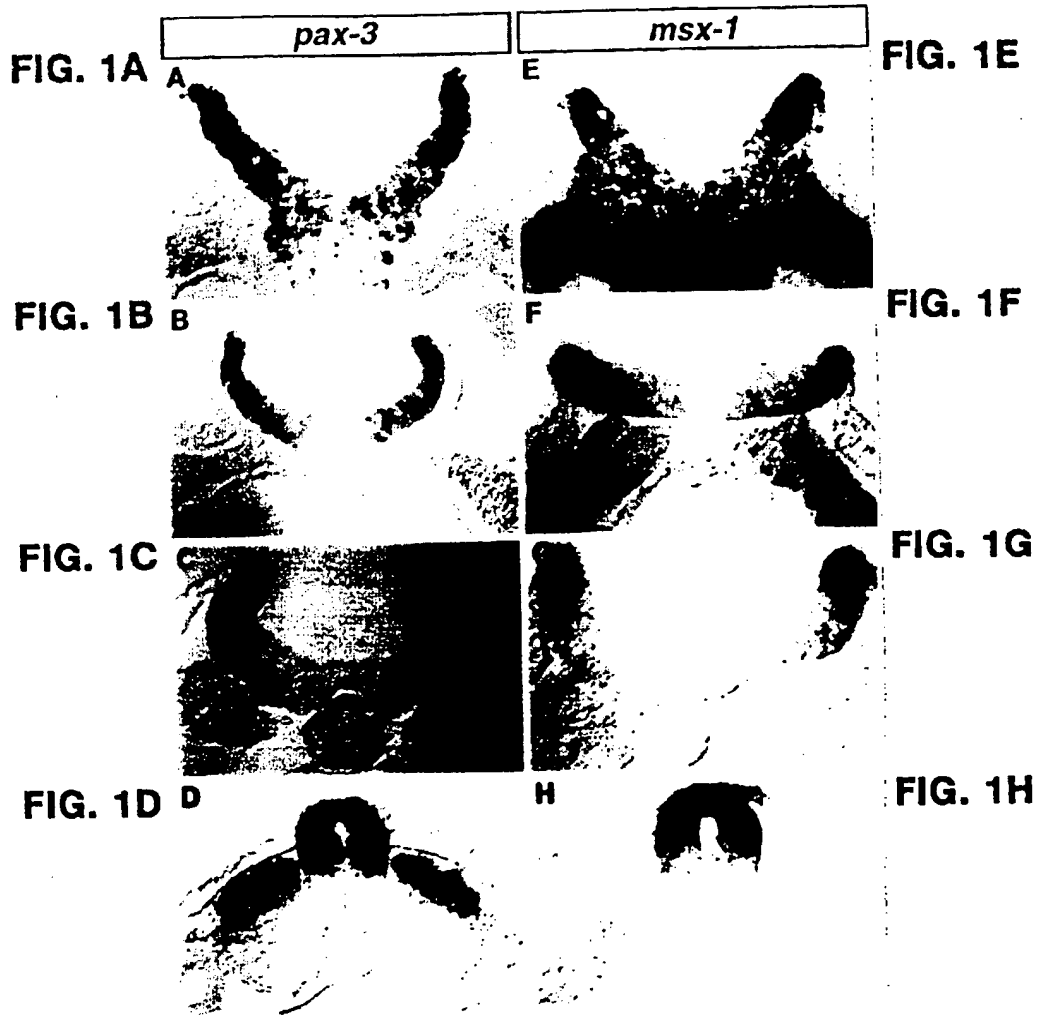 pax-3 msx-1
FIG. 1A A E FIG. 1E
FIG. 1B B F FIG. 1F
FIG. 1C C G FIG. 1G
FIG. 1D D H FIG. 1H